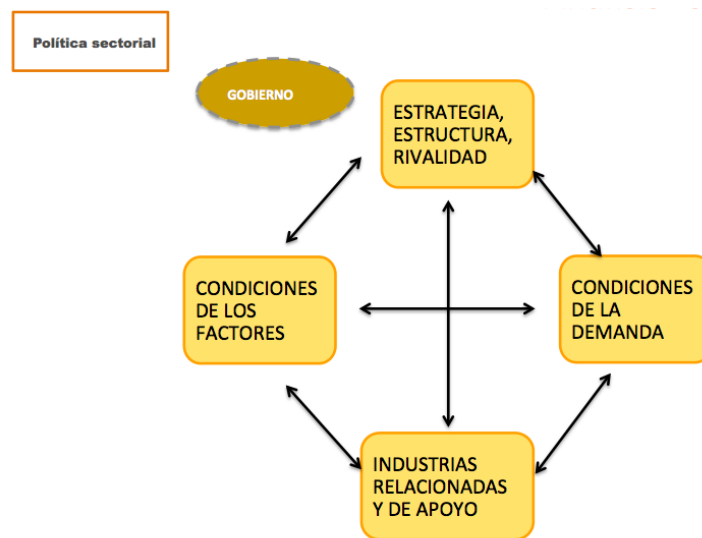 Política sectorial
GOBIERNO
ESTRATEGIA,
ESTRUCTURA,
RIVALIDAD
CONDICIONES
DE LOS
FACTORES
CONDICIONES
DE LA
DEMANDA
INDUSTRIAS
RELACIONADAS
Y DE APOYO